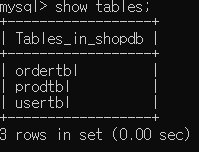 mysql> show tables;
+------------------+
| Tables_in_shopdb |
+------------------+
| ordertbl         |
| prodtbl          |
| usertbl          |
+------------------+
3 rows in set (0.00 sec)